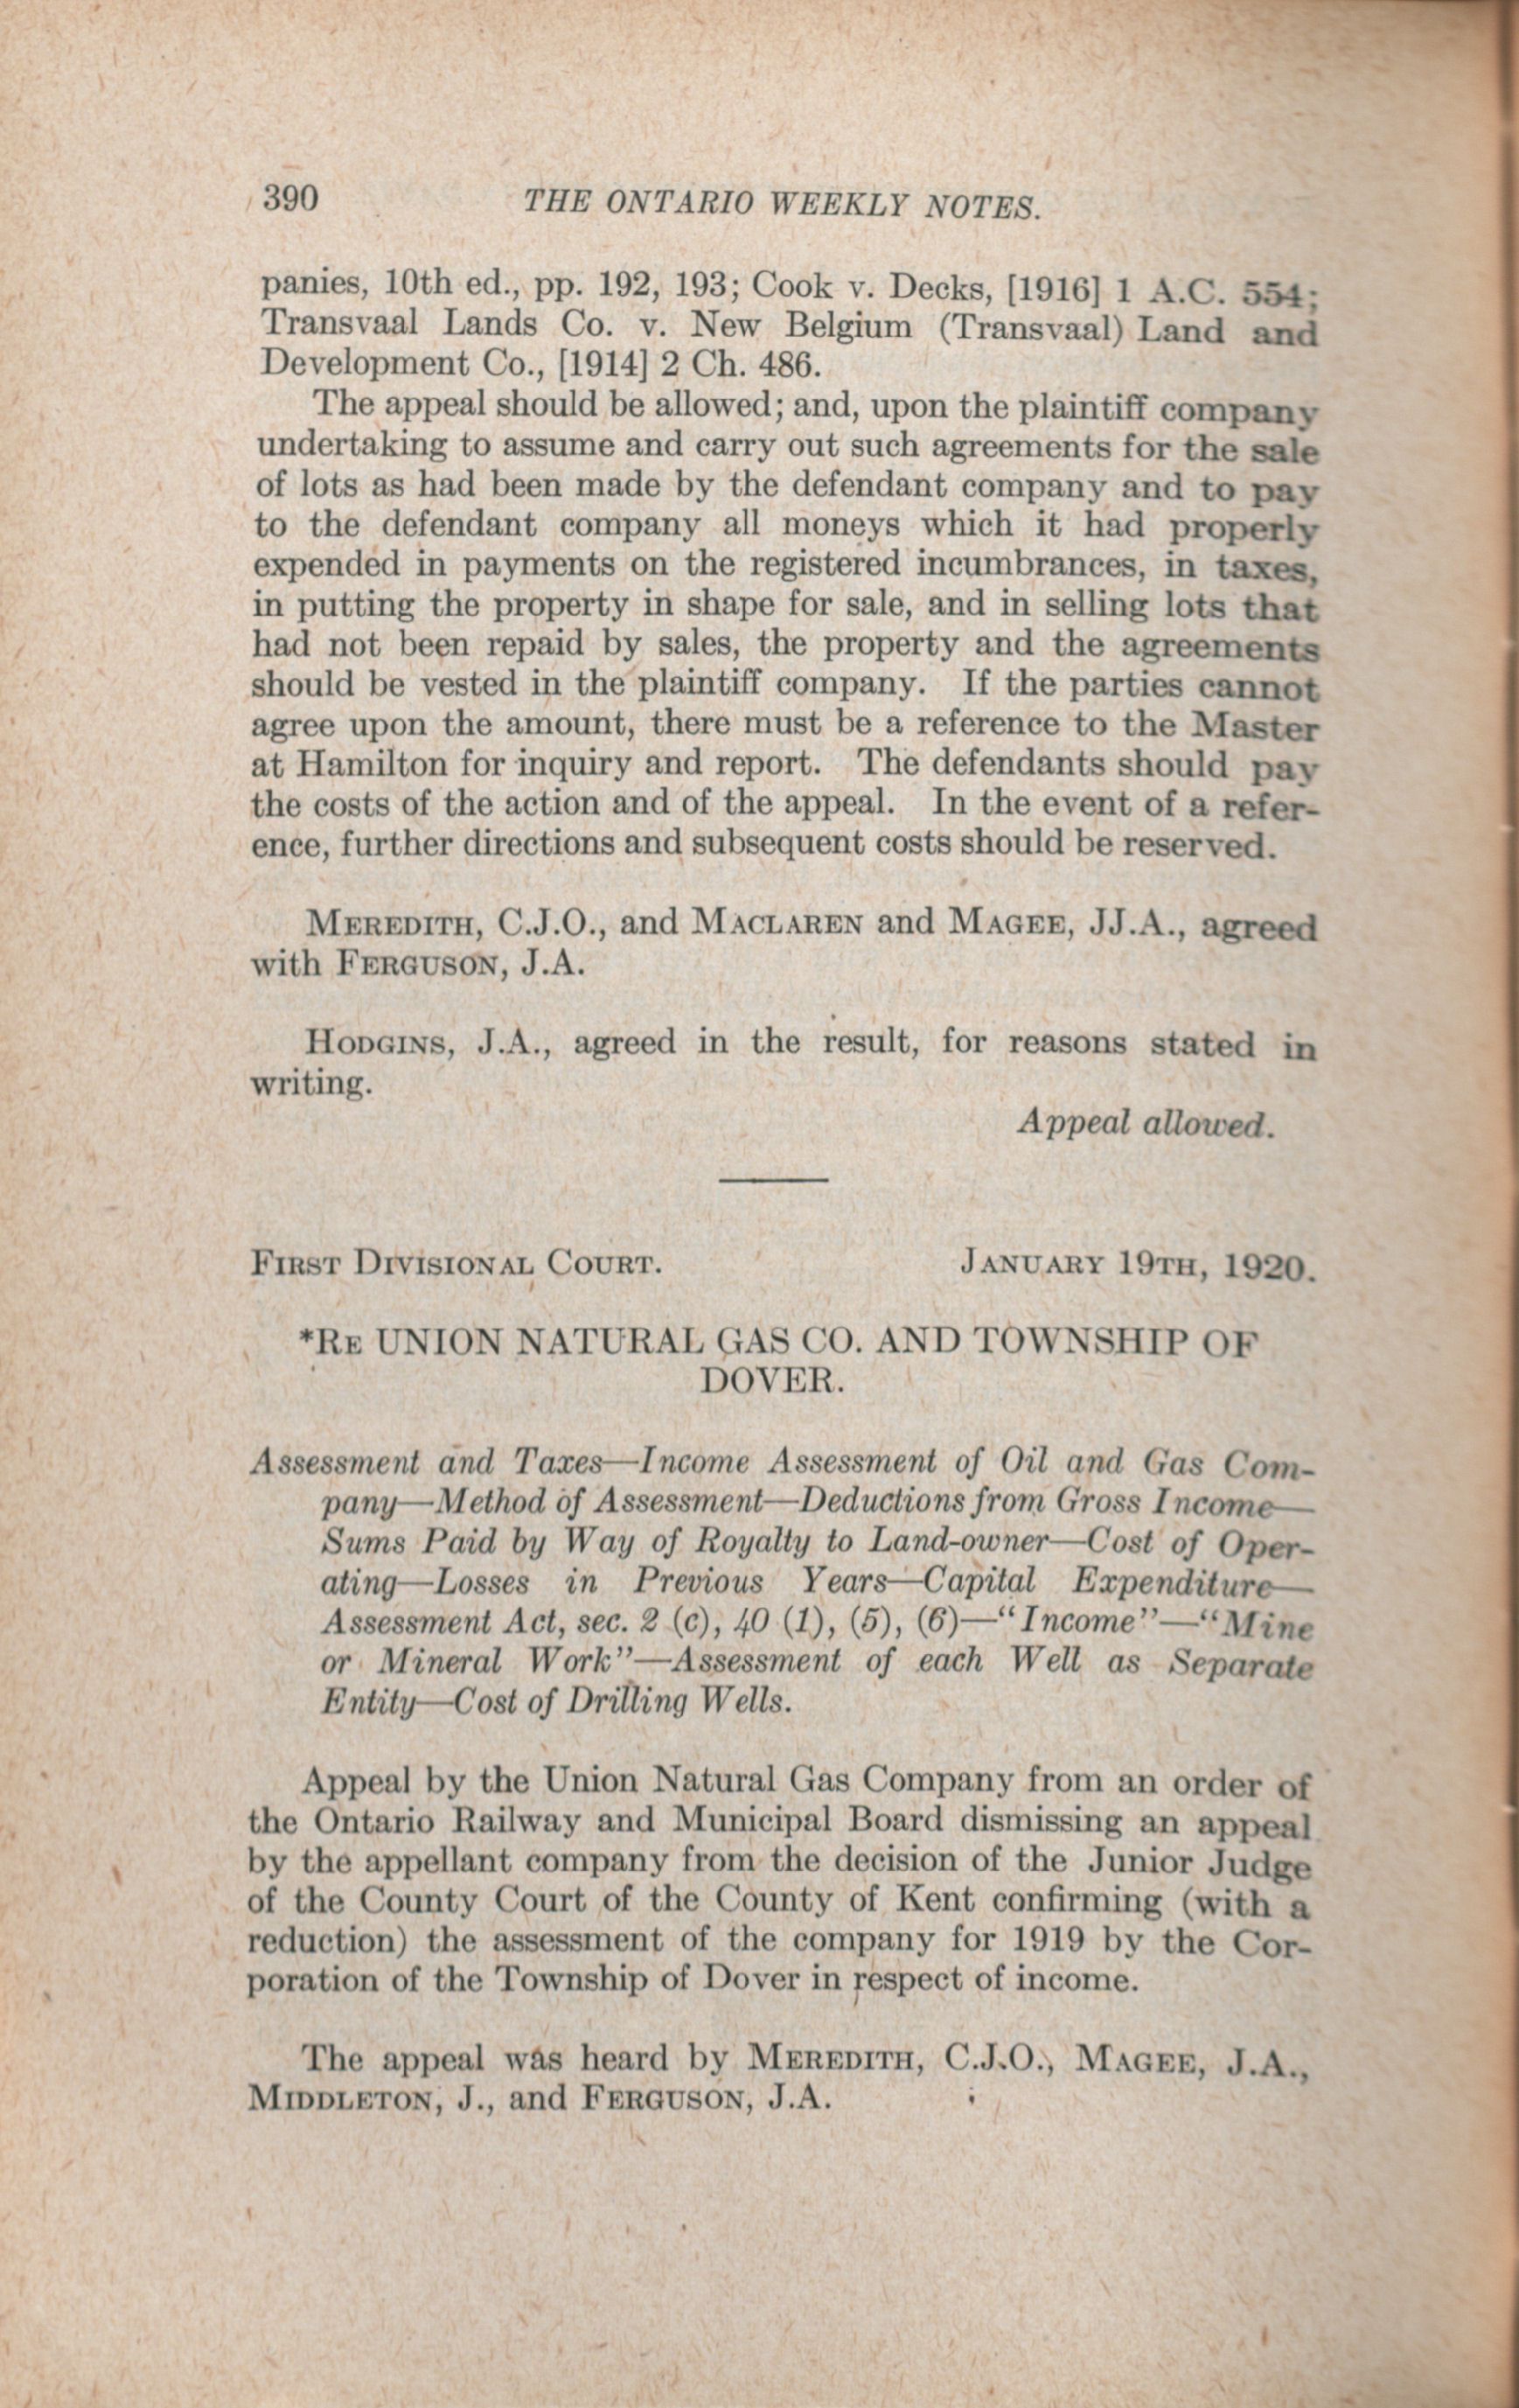 390 THE ONTARIO WEEKLY NOTES.
panies, 10th ed., pp. 192, 193; Cook v. Decks, [1916] 1 A.C. 554;
Transvaal Lands Co. v. New Belgium (Transvaal) Land and
Development Co., [1914] 2 Ch. 486.
The appeal should be allowed; and, upon the plaintiff company
undertaking to assume and carry out such agreements for the sale
of lots as had been made by the defendant company and to pay
to the defendant company all moneys which it had properly
expended in payments on the registered incumbrances, in taxes,
in putting the property in shape for sale, and in selling lots that
had not been repaid by sales, the property and the agreements
should be vested in the plaintiff company. If the parties cannot
agree upon the amount, there must be a reference to the Master
at Hamilton for inquiry and report. The defendants should pay
the costs of the action and of the appeal. In the event of a refer-
ence, further directions and subsequent costs should be reserved.
MEREDITH, C.J.O., and MACLAREN and MAGEE, JJ.A., agreed
with FERGUSON, J.A.
HODGINS, J.A., agreed in the result, for reasons stated in
writing.
Appeal allowed.
FIRST DIVISIONAL COURT. JANUARY 19TH, 1920.
*RE UNION NATURAL GAS CO. AND TOWNSHIP OF
DOVER.
Assessment and Taxes—Income Assessment of Oil and Gas Com-
pany—Method of Assessment—Deductions from Gross Income—
Sums Paid by Way of Royalty to Land-owner—Cost of Oper-
ating—Losses in Previous Years—Capital Expenditure—
Assessment Act, sec. 2 (c), 40 (1), (5), (6)—“Income”—“Mine
or Mineral Work”—Assessment of each Well as Separate
Entity—Cost of Drilling Wells.
Appeal by the Union Natural Gas Company from an order of
the Ontario Railway and Municipal Board dismissing an appeal
by the appellant company from the decision of the Junior Judge
of the County Court of the County of Kent confirming (with a
reduction) the assessment of the company for 1919 by the Cor-
poration of the Township of Dover in respect of income.
The appeal was heard by MEREDITH, C.J.O., MAGEE, J.A.,
MIDDLETON, J., and FERGUSON, J.A.